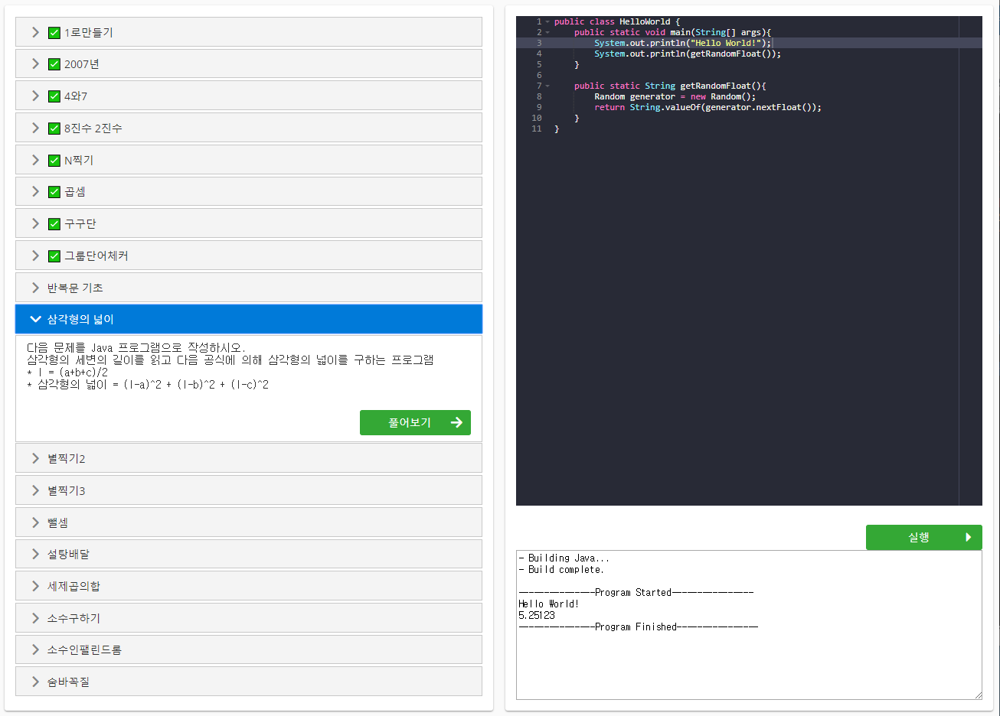 1로만들기
2007년
4와7
8진수 2진수
N찍기
곱셈
구구단
그룹단어체커
반복문 기초
삼각형의 넓이
다음 문제를 Java 프로그램으로 작성하시오.
삼각형의 세변의 길이를 읽고 다음 공식에 의해 삼각형의 넓이를 구하는 프로그램
* l = (a+b+c)/2
* 삼각형의 넓이 = (l-a)^2 + (l-b)^2 + (l-c)^2
풀어보기
별찍기2
별찍기3
뺄셈
설탕배달
세제곱의합
소수구하기
소수인팰린드롬
숨바꼭질
1 public class HelloWorld {
2 public static void main(String[] args){
3 System.out.println("Hello World!");
4 System.out.println(getRandomFloat());
5 }
6
7 public static String getRandomFloat(){
8 Random generator = new Random();
9 return String.valueOf(generator.nextFloat());
10 }
11 }
실행
- Building Java...
- Build complete.
---------------Program Started----------------
Hello World!
5.25123
---------------Program Finished----------------